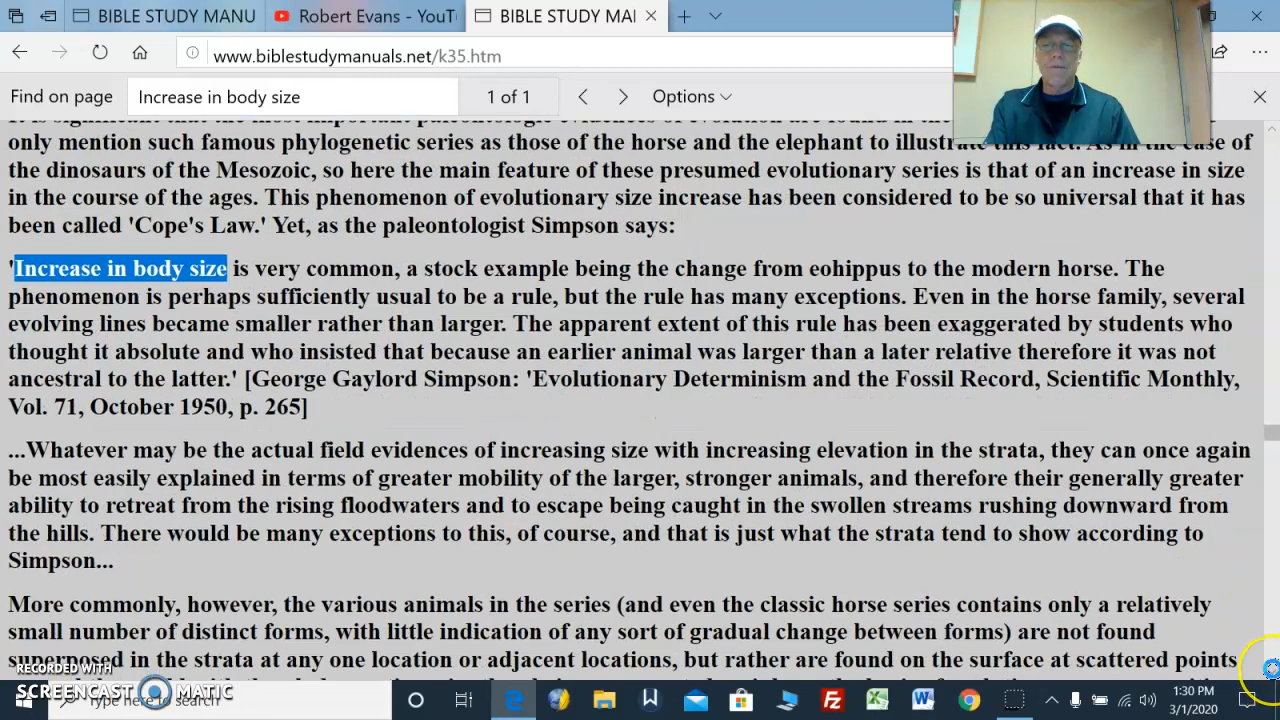 BIBLE STUDY MANU
Robert Evans - YouT
BIBLE STUDY MAI
www.biblestudymanuals.net/k35.htm
Find on page
Increase in body size
1 of 1
Options
only mention such famous phylogenetic series as those of the horse and the elephant to illustrate this fact. As in the case of
the dinosaurs of the Mesozoic, so here the main feature of these presumed evolutionary series is that of an increase in size
in the course of the ages. This phenomenon of evolutionary size increase has been considered to be so universal that it has
been called 'Cope's Law.' Yet, as the paleontologist Simpson says:
'Increase in body size is very common, a stock example being the change from eohippus to the modern horse. The
phenomenon is perhaps sufficiently usual to be a rule, but the rule has many exceptions. Even in the horse family, several
evolving lines became smaller rather than larger. The apparent extent of this rule has been exaggerated by students who
thought it absolute and who insisted that because an earlier animal was larger than a later relative therefore it was not
ancestral to the latter.' [George Gaylord Simpson: 'Evolutionary Determinism and the Fossil Record, Scientific Monthly,
Vol. 71, October 1950, p. 265]
...Whatever may be the actual field evidences of increasing size with increasing elevation in the strata, they can once again
be most easily explained in terms of greater mobility of the larger, stronger animals, and therefore their generally greater
ability to retreat from the rising floodwaters and to escape being caught in the swollen streams rushing downward from
the hills. There would be many exceptions to this, of course, and that is just what the strata tend to show according to
Simpson...
More commonly, however, the various animals in the series (and even the classic horse series contains only a relatively
small number of distinct forms, with little indication of any sort of gradual change between forms) are not found
in the strata at any one location or adjacent locations, but rather are found on the surface at scattered points
RECORDED WITH
SCREENCAST MATIC
Type here to search
1:30 PM
3/1/2020